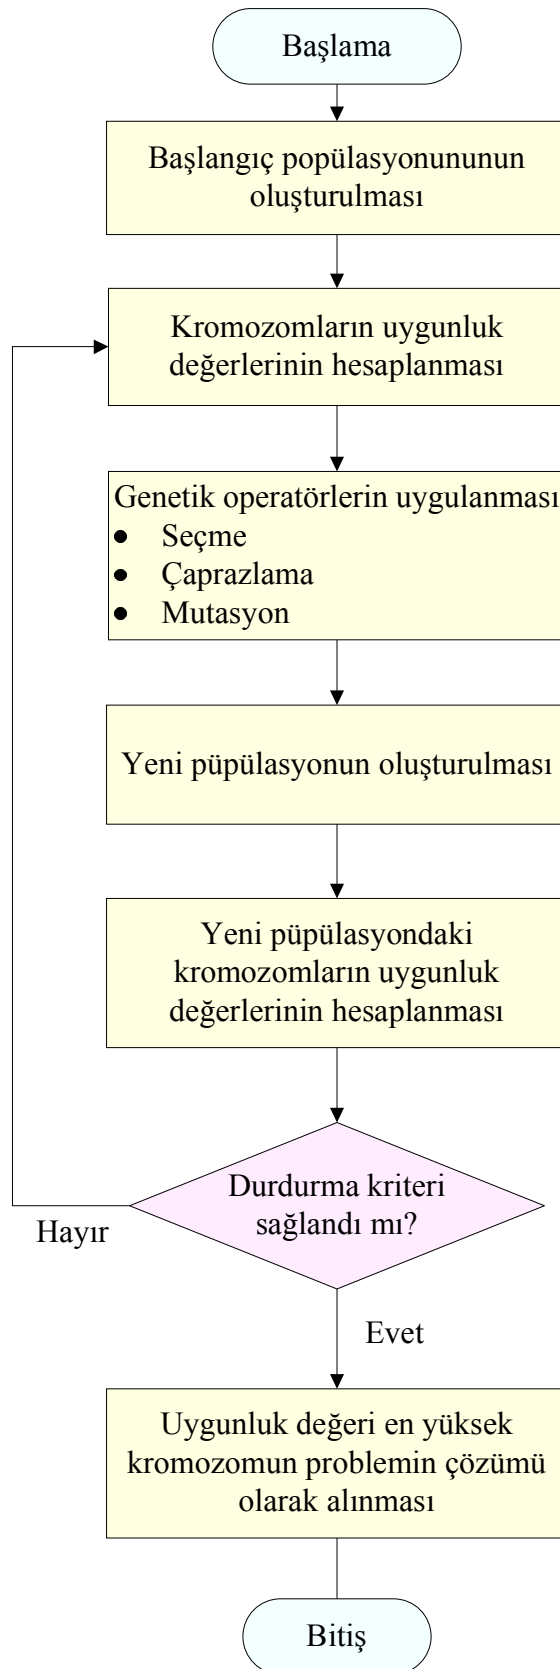 Başlama
Başlangıç popülasyonununun
oluşturulması
Kromozomların uygunluk
değerlerinin hesaplanması
Genetik operatörlerin uygulanması
● Seçme
● Çaprazlama
● Mutasyon
Yeni püpülasyonun oluşturulması
Yeni püpülasyondaki
kromozomların uygunluk
değerlerinin hesaplanması
Durdurma kriteri
sağlandı mı?
Hayır
Evet
Uygunluk değeri en yüksek
kromozomun problemin çözümü
olarak alınması
Bitiş